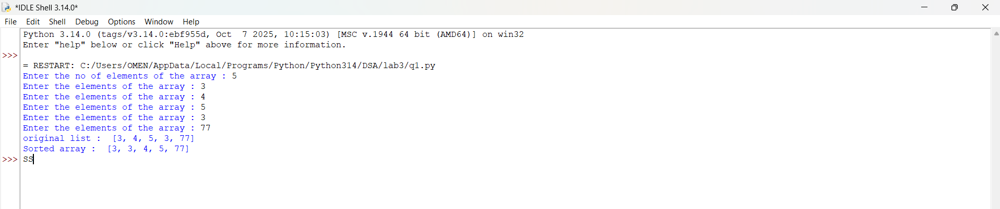 *IDLE Shell 3.14.0*
File Edit Shell Debug Options Window Help
Python 3.14.0 (tags/v3.14.0:ebf955d, Oct  7 2025, 10:15:03) [MSC v.1944 64 bit (AMD64)] on win32
Enter "help" below or click "Help" above for more information.
>>>
= RESTART: C:/Users/OMEN/AppData/Local/Programs/Python/Python314/DSA/lab3/q1.py
Enter the no of elements of the array : 5
Enter the elements of the array : 3
Enter the elements of the array : 4
Enter the elements of the array : 5
Enter the elements of the array : 3
Enter the elements of the array : 77
original list :  [3, 4, 5, 3, 77]
Sorted array :  [3, 3, 4, 5, 77]
>>> SS